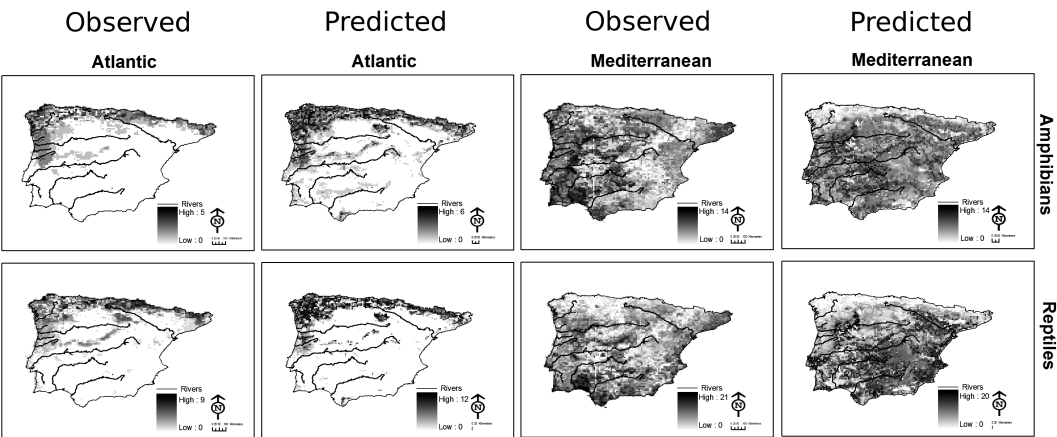 Observed Predicted Observed Predicted
Atlantic Atlantic Mediterranean Mediterranean
Amphibians
Rivers
High : 5
Low : 0
N
Rivers
High : 6
Low : 0
N
Rivers
High : 14
Low : 0
N
Rivers
High : 14
Low : 0
N
Reptiles
Rivers
High : 9
Low : 0
N
Rivers
High : 12
Low : 0
N
Rivers
High : 21
Low : 0
N
Rivers
High : 20
Low : 0
N